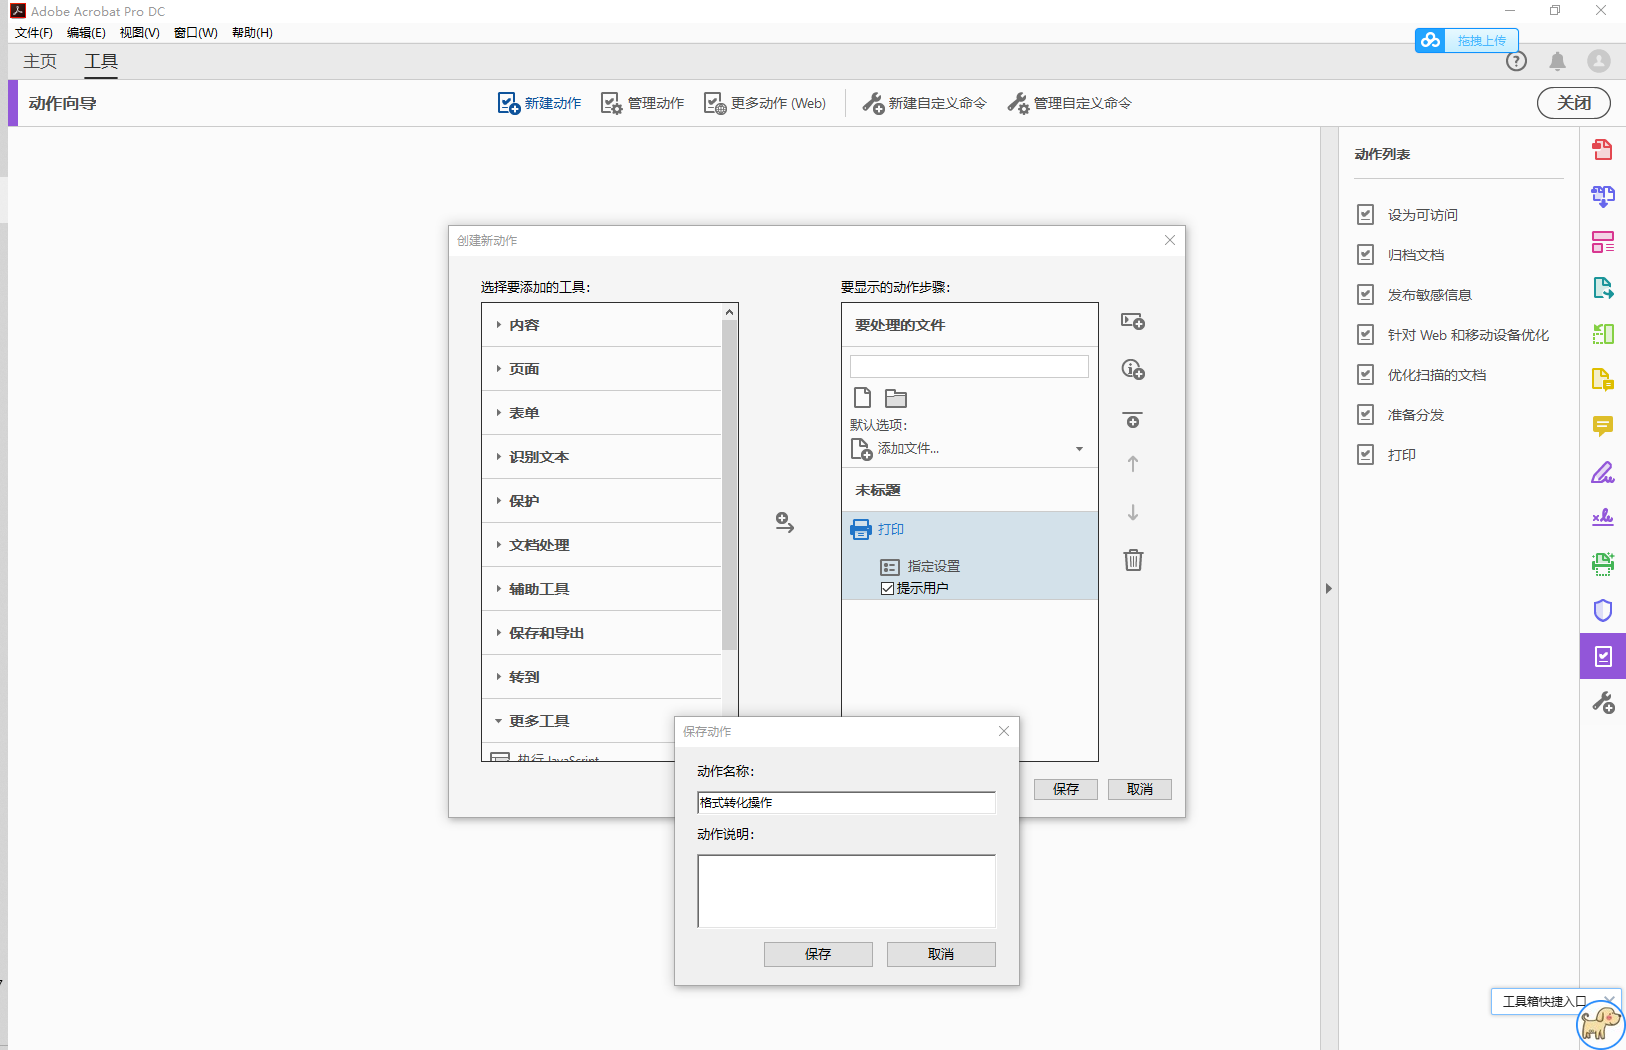 Adobe Acrobat Pro DC
文件(F) 编辑(E) 视图(V) 窗口(W) 帮助(H)
拖拽上传
主页 工具
动作向导
新建动作 管理动作 更多动作 (Web) 新建自定义命令 管理自定义命令
关闭
动作列表
设为可访问
归档文档
发布敏感信息
针对 Web 和移动设备优化
优化扫描的文档
准备分发
打印
创建新动作
选择要添加的工具:
内容
页面
表单
识别文本
保护
文档处理
辅助工具
保存和导出
转到
更多工具
执行 JavaScript
要显示的动作步骤:
要处理的文件
默认选项:
添加文件...
未标题
打印
指定设置
提示用户
保存 取消
保存动作
动作名称:
格式转化操作
动作说明:
保存 取消
工具箱快捷入口